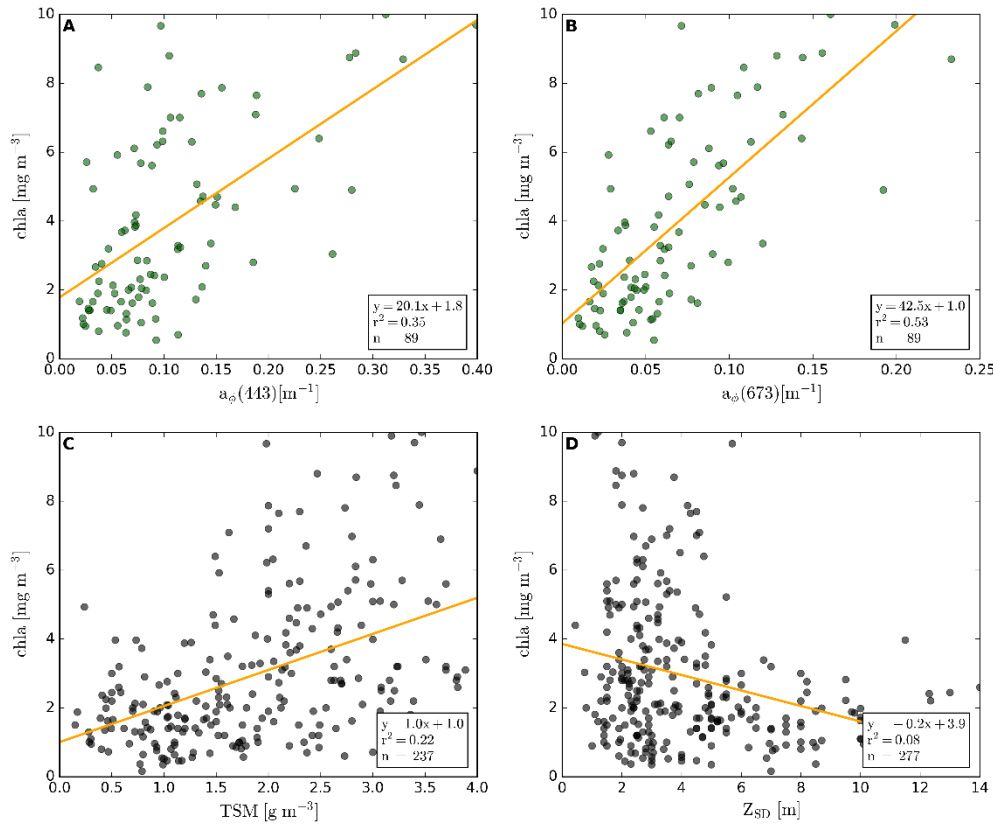 A
chla [mg m⁻³]
10
8
6
4
2
0
y = 20.1x + 1.8
r² = 0.35
n 89
0.00 0.05 0.10 0.15 0.20 0.25 0.30 0.35 0.40
aφ(443)[m⁻¹]
B
chla [mg m⁻³]
10
8
6
4
2
0
y = 42.5x + 1.0
r² = 0.53
n 89
0.00 0.05 0.10 0.15 0.20 0.25
aφ(673)[m⁻¹]
C
chla [mg m⁻³]
10
8
6
4
2
0
y 1.0x + 1.0
r² = 0.22
n = 237
0.0 0.5 1.0 1.5 2.0 2.5 3.0 3.5 4.0
TSM [g m⁻³]
D
chla [mg m⁻³]
10
8
6
4
2
0
y −0.2x + 3.9
r² = 0.08
n = 277
0 2 4 6 8 10 12 14
Z_SD [m]